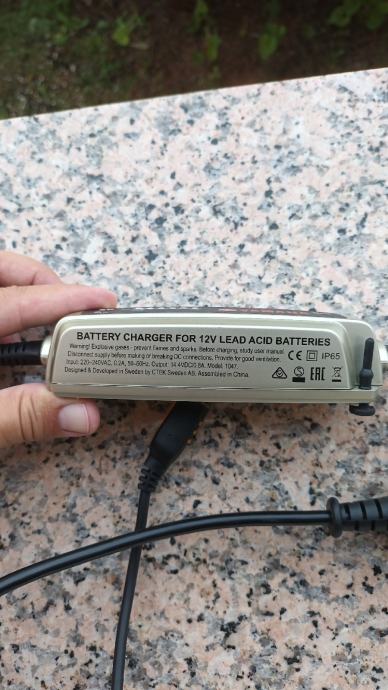 BATTERY CHARGER FOR 12V LEAD ACID BATTERIES
Warning! Explosive gases - prevent flames and sparks. Before charging, study user manual.
Disconnect supply before making or breaking DC connections. Provide for good ventilation.
Input: 220-240VAC, 0.2A, 50-60Hz. Output: 14.4VDC/0.8A. Model: 1047.
Designed & Developed in Sweden by CTEK Sweden AB. Assembled in China.
CE IP65
EAC